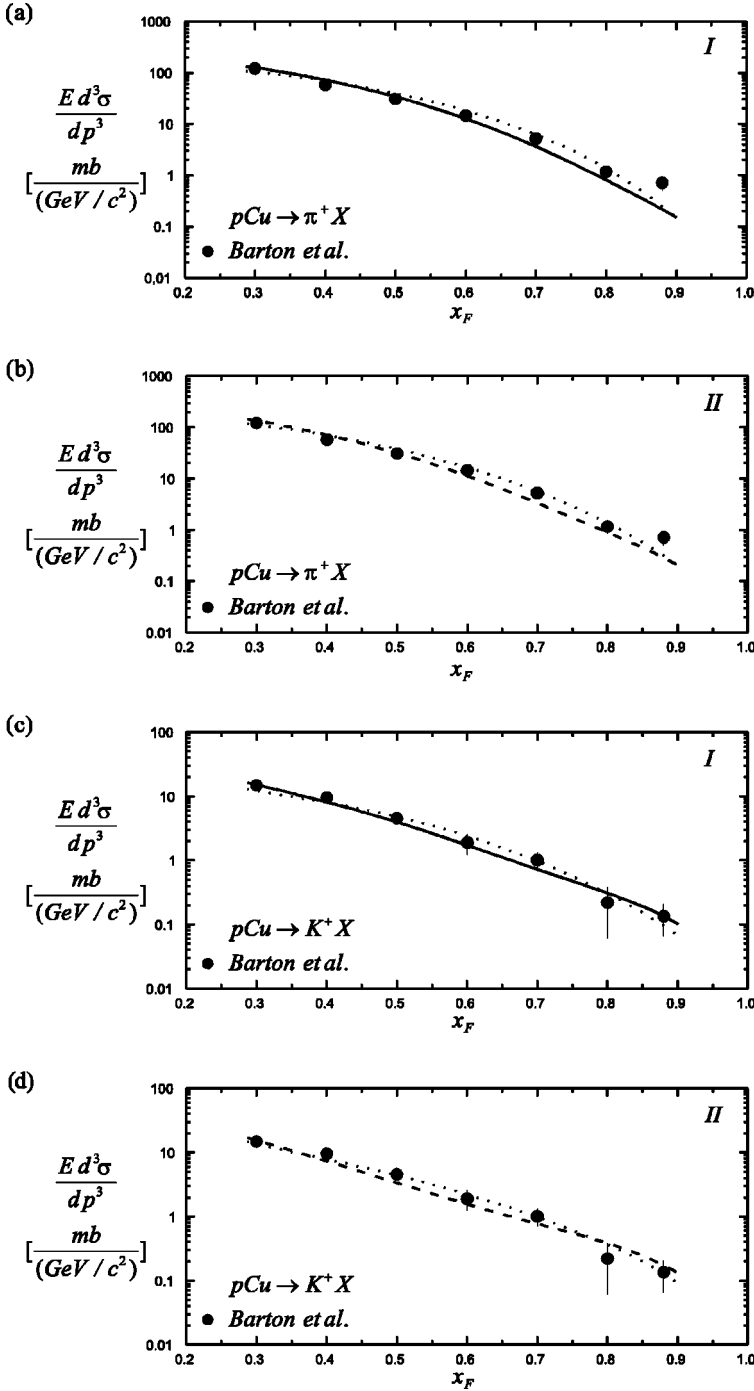 (a)
1000
100
10
1
0.1
0,01
E d³σ
dp³
[ mb
(GeV / c²) ]
I
pCu → π⁺ X
Barton et al.
0.2 0.3 0.4 0.5 0.6 0.7 0.8 0.9 1.0
x_F
(b)
1000
100
10
1
0.1
0.01
E d³σ
dp³
[ mb
(GeV / c²) ]
II
pCu → π⁺ X
Barton et al.
0.2 0.3 0.4 0.5 0.6 0.7 0.8 0.9 1.0
x_F
(c)
100
10
1
0.1
0.01
E d³σ
dp³
[ mb
(GeV / c²) ]
I
pCu → K⁺ X
Barton et al.
0.2 0.3 0.4 0.5 0.6 0.7 0.8 0.9 1.0
x_F
(d)
100
10
1
0.1
0.01
E d³σ
dp³
[ mb
(GeV / c²) ]
II
pCu → K⁺ X
Barton et al.
0.2 0.3 0.4 0.5 0.6 0.7 0.8 0.9 1.0
x_F